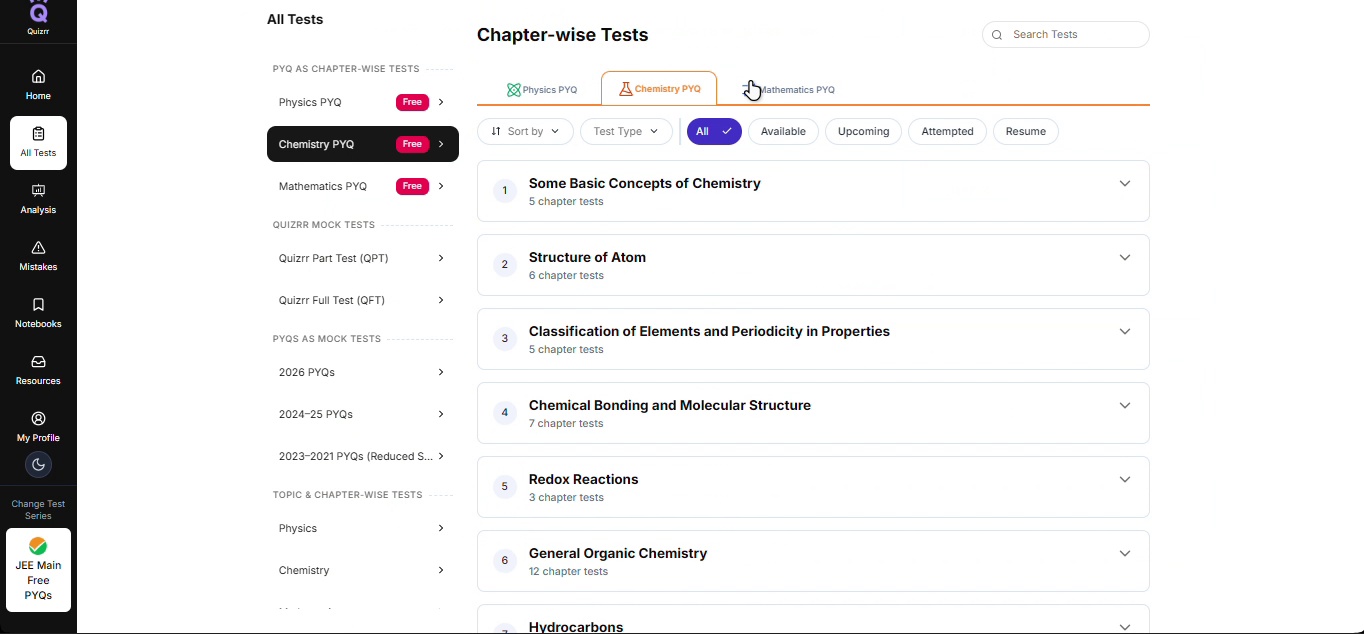 Quizrr
Home
All Tests
Analysis
Mistakes
Notebooks
Resources
My Profile
Change Test
Series
JEE Main
Free
PYQs
All Tests
PYQ AS CHAPTER-WISE TESTS
Physics PYQ Free
Chemistry PYQ Free
Mathematics PYQ Free
QUIZRR MOCK TESTS
Quizrr Part Test (QPT)
Quizrr Full Test (QFT)
PYQS AS MOCK TESTS
2026 PYQs
2024-25 PYQs
2023-2021 PYQs (Reduced S...
TOPIC & CHAPTER-WISE TESTS
Physics
Chemistry
Chapter-wise Tests
Search Tests
Physics PYQ
Chemistry PYQ
Mathematics PYQ
Sort by
Test Type
All
Available
Upcoming
Attempted
Resume
1 Some Basic Concepts of Chemistry
5 chapter tests
2 Structure of Atom
6 chapter tests
3 Classification of Elements and Periodicity in Properties
5 chapter tests
4 Chemical Bonding and Molecular Structure
7 chapter tests
5 Redox Reactions
3 chapter tests
6 General Organic Chemistry
12 chapter tests
Hydrocarbons